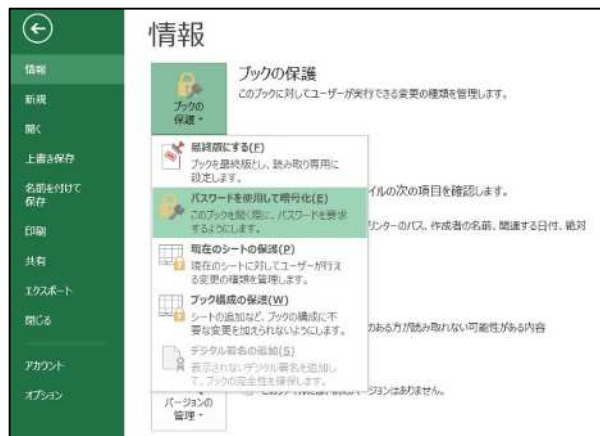 情報
情報
新規
開く
上書き保存
名前を付けて
保存
印刷
共有
エクスポート
閉じる
アカウント
オプション
ブックの
保護
ブックの保護
このブックに対してユーザーが実行できる変更の種類を管理します。
最終版にする(F)
ブックを最終版とし、読み取り専用に
設定します。
パスワードを使用して暗号化(E)
このブックを開く際に、パスワードを要求
するようにします。
現在のシートの保護(P)
現在のシートに対してユーザーが行え
る変更の種類を管理します。
ブック構成の保護(W)
シートの追加など、ブックの構成に不
要な変更を加えられないようにします。
デジタル署名の追加(S)
表示されないデジタル署名を追加し
て、ブックの完全性を確保します。
イルの次の項目を確認します。
リンターのパス、作成者の名前、関連する日付、絶対
のある方が読み取れない可能性がある内容
バージョンの
管理
ージョンはありません。